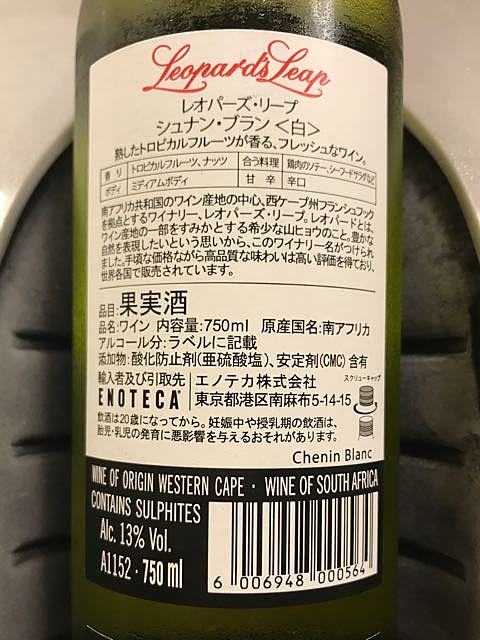 Leopard's Leap
レオパーズ・リープ
シュナン・ブラン<白>
熟したトロピカルフルーツが香る、フレッシュなワイン。
香り トロピカルフルーツ、ナッツ 合う料理 鶏肉のソテー、シーフードサラダなど
ボディ ミディアムボディ 甘辛 辛口
南アフリカ共和国のワイン産地の中心、西ケープ州フランシュフック
を拠点とするワイナリー、レオパーズ・リープ。レオパードとは、
ワイン産地の一部をすみかとする希少な山ヒョウのこと。豊かな
自然を表現したいという思いから、このワイナリー名がつけられ
ました。手頃な価格ながら高品質な味わいは高い評価を得ており、
世界各国で販売されています。
品目:果実酒
品名:ワイン 内容量:750ml 原産国名:南アフリカ
アルコール分:ラベルに記載
添加物:酸化防止剤(亜硫酸塩)、安定剤(CMC)含有
輸入者及び引取先 エノテカ株式会社 スクリューキャップ
ENOTECA 東京都港区南麻布5-14-15
飲酒は20歳になってから。妊娠中や授乳期の飲酒は、
胎児・乳児の発育に悪影響を与えるおそれがあります。
Chenin Blanc
WINE OF ORIGIN WESTERN CAPE · WINE OF SOUTH AFRICA
CONTAINS SULPHITES
Alc. 13% Vol.
A1152 · 750 ml
6 006948 000564